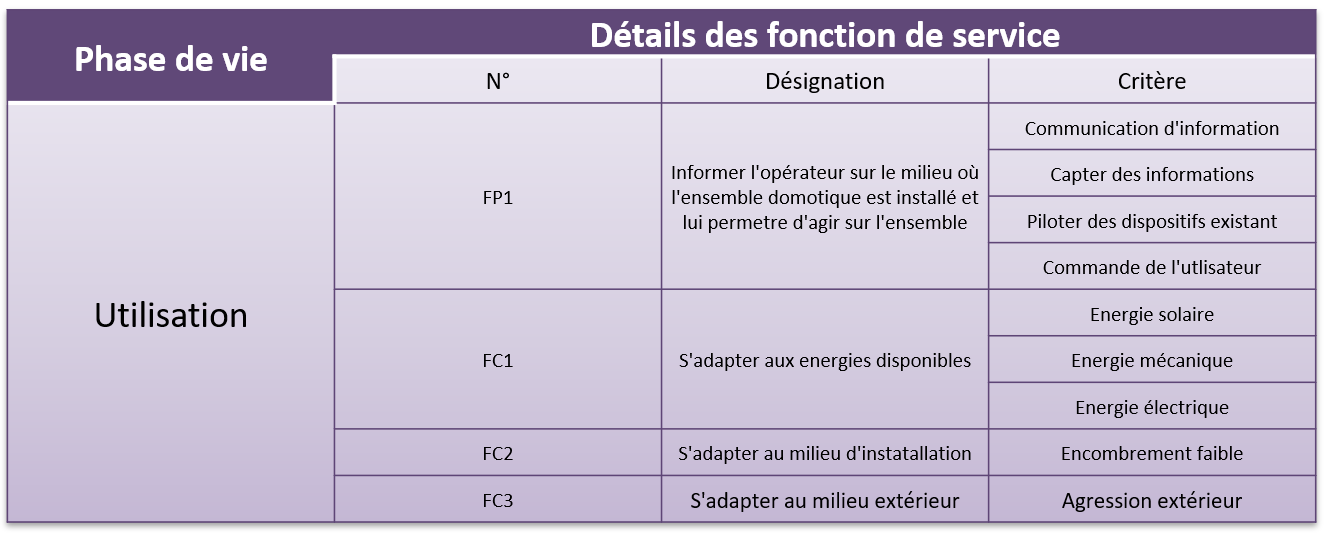 Phase de vie
Détails des fonction de service
N°
Désignation
Critère
Utilisation
FP1
Informer l'opérateur sur le milieu où
l'ensemble domotique est installé et
lui permetre d'agir sur l'ensemble
Communication d'information
Capter des informations
Piloter des dispositifs existant
Commande de l'utlisateur
FC1
S'adapter aux energies disponibles
Energie solaire
Energie mécanique
Energie électrique
FC2
S'adapter au milieu d'instatallation
Encombrement faible
FC3
S'adapter au milieu extérieur
Agression extérieur